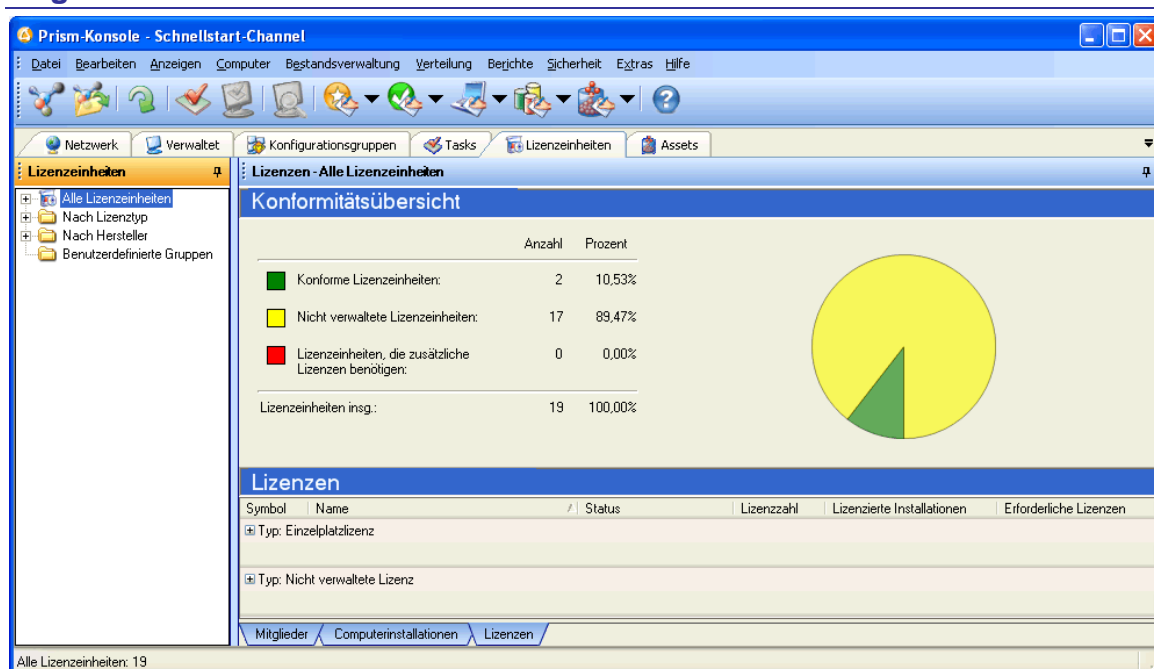 Prism-Konsole - Schnellstart-Channel
Datei Bearbeiten Anzeigen Computer Bestandsverwaltung Verteilung Berichte Sicherheit Extras Hilfe
Netzwerk Verwaltet Konfigurationsgruppen Tasks Lizenzeinheiten Assets
Lizenzeinheiten
Lizenzen - Alle Lizenzeinheiten
Alle Lizenzeinheiten
Nach Lizenztyp
Nach Hersteller
Benutzerdefinierte Gruppen
Konformitätsübersicht
Anzahl Prozent
Konforme Lizenzeinheiten: 2 10,53%
Nicht verwaltete Lizenzeinheiten: 17 89,47%
Lizenzeinheiten, die zusätzliche 0 0,00%
Lizenzen benötigen:
Lizenzeinheiten insg.: 19 100,00%
Lizenzen
Symbol Name Status Lizenzzahl Lizenzierte Installationen Erforderliche Lizenzen
Typ: Einzelplatzlizenz
Typ: Nicht verwaltete Lizenz
Mitglieder Computerinstallationen Lizenzen
Alle Lizenzeinheiten: 19